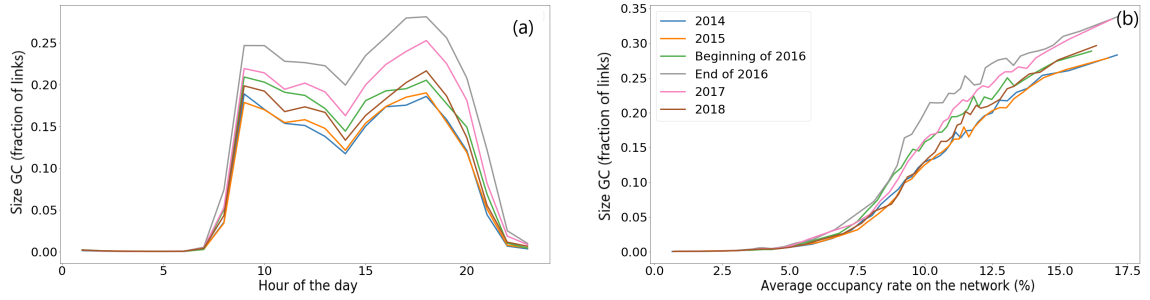 (a)
0.25
0.20
0.15
0.10
0.05
0.00
Size GC (fraction of links)
0 5 10 15 20
Hour of the day
(b)
2014
2015
Beginning of 2016
End of 2016
2017
2018
0.35
0.30
0.25
0.20
0.15
0.10
0.05
0.00
Size GC (fraction of links)
0.0 2.5 5.0 7.5 10.0 12.5 15.0 17.5
Average occupancy rate on the network (%)